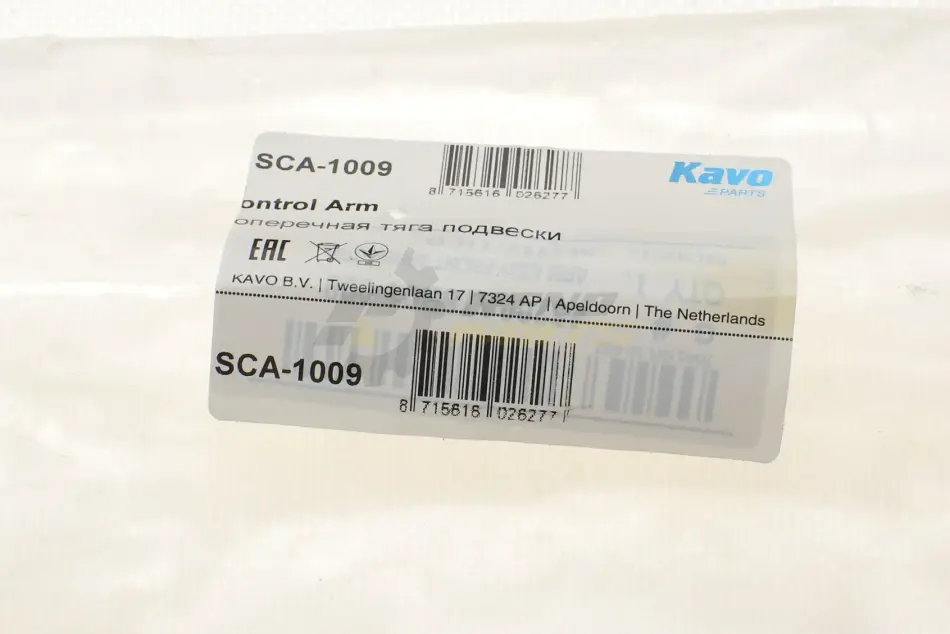 SCA-1009
8 715616 026277
Kavo
PARTS
ontrol Arm
оперечная тяга подвески
EAC
KAVO B.V. | Tweelingenlaan 17 | 7324 AP | Apeldoorn | The Netherlands
SCA-1009
8 715616 026277